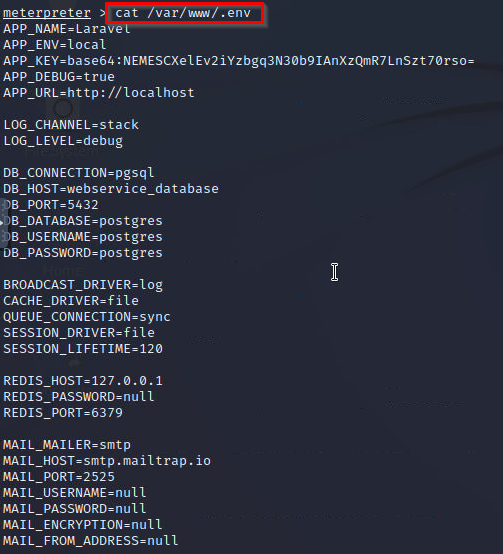 meterpreter > cat /var/www/.env
APP_NAME=Laravel
APP_ENV=local
APP_KEY=base64:NEMESCXelEv2iYzbgq3N30b9IAnXzQmR7LnSzt70rso=
APP_DEBUG=true
APP_URL=http://localhost
LOG_CHANNEL=stack
LOG_LEVEL=debug
DB_CONNECTION=pgsql
DB_HOST=webservice_database
DB_PORT=5432
DB_DATABASE=postgres
DB_USERNAME=postgres
DB_PASSWORD=postgres
BROADCAST_DRIVER=log
CACHE_DRIVER=file
QUEUE_CONNECTION=sync
SESSION_DRIVER=file
SESSION_LIFETIME=120
REDIS_HOST=127.0.0.1
REDIS_PASSWORD=null
REDIS_PORT=6379
MAIL_MAILER=smtp
MAIL_HOST=smtp.mailtrap.io
MAIL_PORT=2525
MAIL_USERNAME=null
MAIL_PASSWORD=null
MAIL_ENCRYPTION=null
MAIL_FROM_ADDRESS=null